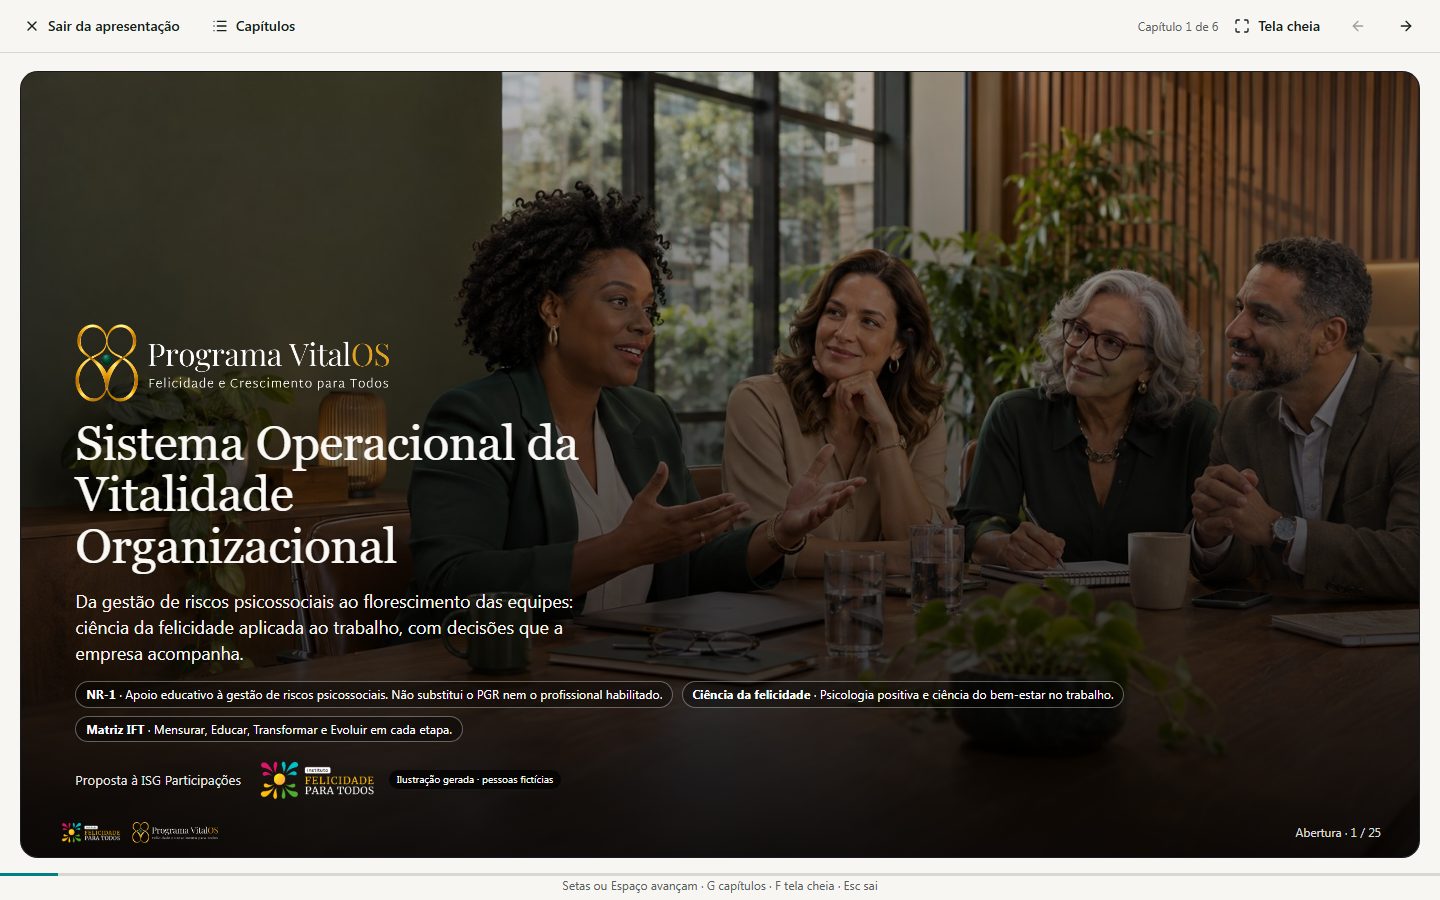 Sair da apresentação
Capítulos
Capítulo 1 de 6
Tela cheia
Programa VitalOS
Felicidade e Crescimento para Todos
Sistema Operacional da
Vitalidade
Organizacional
Da gestão de riscos psicossociais ao florescimento das equipes:
ciência da felicidade aplicada ao trabalho, com decisões que a
empresa acompanha.
NR-1 · Apoio educativo à gestão de riscos psicossociais. Não substitui o PGR nem o profissional habilitado.
Ciência da felicidade · Psicologia positiva e ciência do bem-estar no trabalho.
Matriz IFT · Mensurar, Educar, Transformar e Evoluir em cada etapa.
Proposta à ISG Participações
Instituto
FELICIDADE
PARA TODOS
Ilustração gerada · pessoas fictícias
FELICIDADE
PARA TODOS
Programa VitalOS
Abertura · 1 / 25
Setas ou Espaço avançam · G capítulos · F tela cheia · Esc sai